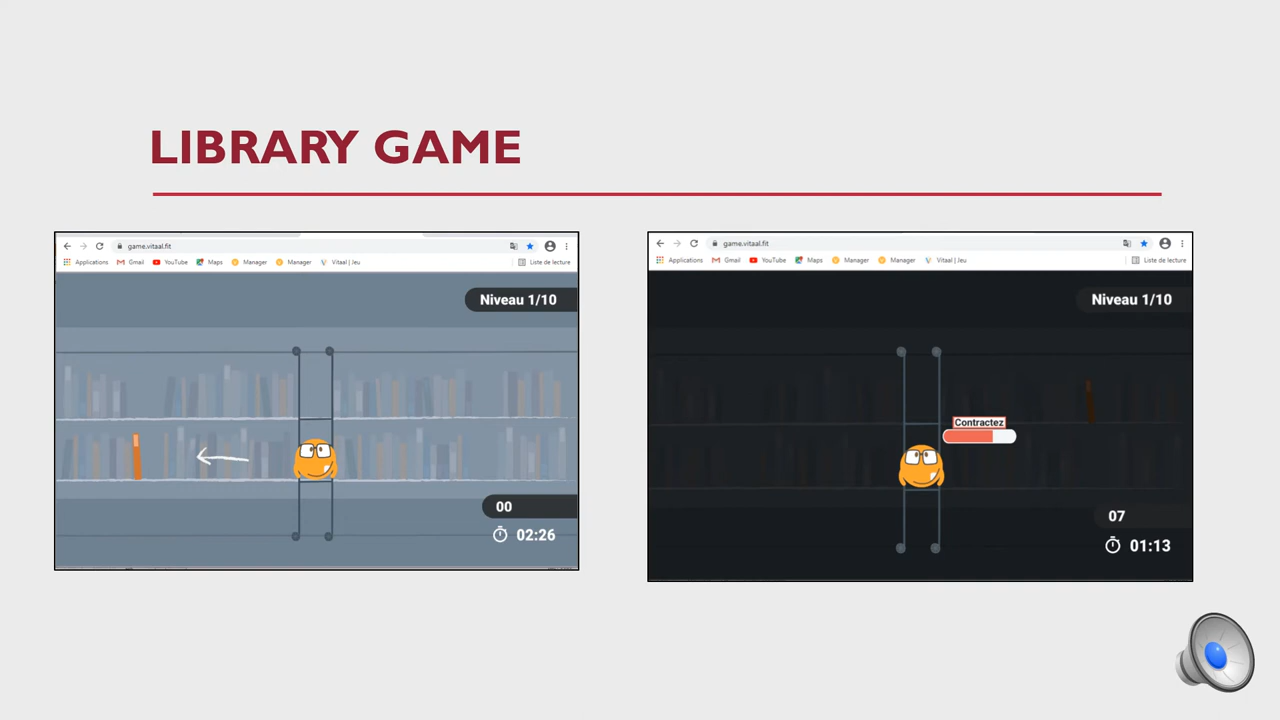 LIBRARY GAME
game.vitaal.fit
Applications Gmail YouTube Maps Manager Manager Vitaal | Jeu Liste de lecture
Niveau 1/10
00
02:26
game.vitaal.fit
Applications Gmail YouTube Maps Manager Manager Vitaal | Jeu Liste de lecture
Niveau 1/10
Contractez
07
01:13